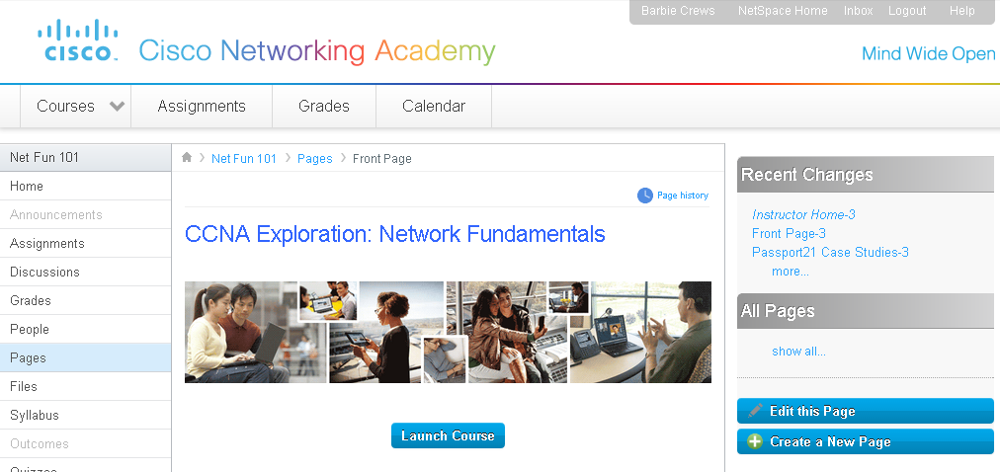 Barbie Crews NetSpace Home Inbox Logout Help
CISCO.
Cisco Networking Academy
Mind Wide Open
Courses Assignments Grades Calendar
Net Fun 101
Home
Announcements
Assignments
Discussions
Grades
People
Pages
Files
Syllabus
Outcomes
Quizzes
Net Fun 101 Pages Front Page
Page history
CCNA Exploration: Network Fundamentals
Launch Course
Recent Changes
Instructor Home-3
Front Page-3
Passport21 Case Studies-3
more...
All Pages
show all...
Edit this Page
Create a New Page